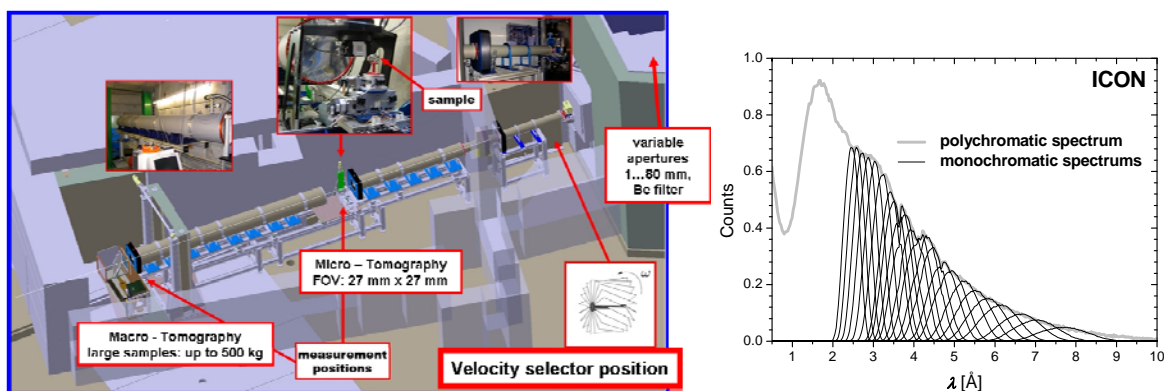 sample
variable
apertures
1...80 mm,
Be filter
Micro – Tomography
FOV: 27 mm x 27 mm
ω
Macro - Tomography
large samples: up to 500 kg
measurement
positions
Velocity selector position
ICON
polychromatic spectrum
monochromatic spectrums
Counts
1.0
0.8
0.6
0.4
0.2
0.0
1 2 3 4 5 6 7 8 9 10
λ [Å]